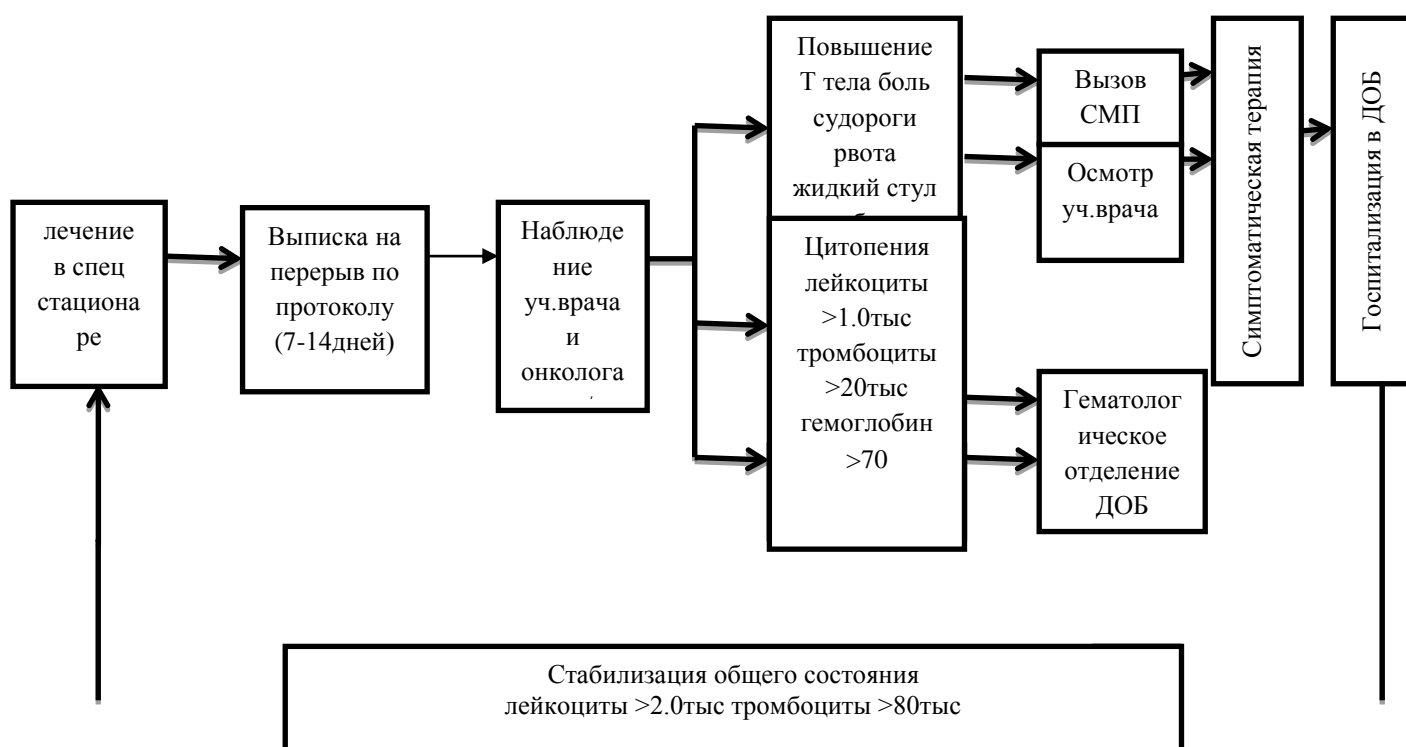 лечение
в спец
стациона
ре
Выписка на
перерыв по
протоколу
(7-14дней)
Наблюде
ние
уч.врача
и
онколога
Повышение
Т тела боль
судороги
рвота
жидкий стул
Цитопения
лейкоциты
>1.0тыс
тромбоциты
>20тыс
гемоглобин
>70
Вызов
СМП
Осмотр
уч.врача
Гематолог
ическое
отделение
ДОБ
Симптоматическая терапия
Госпитализация в ДОБ
Стабилизация общего состояния
лейкоциты >2.0тыс тромбоциты >80тыс